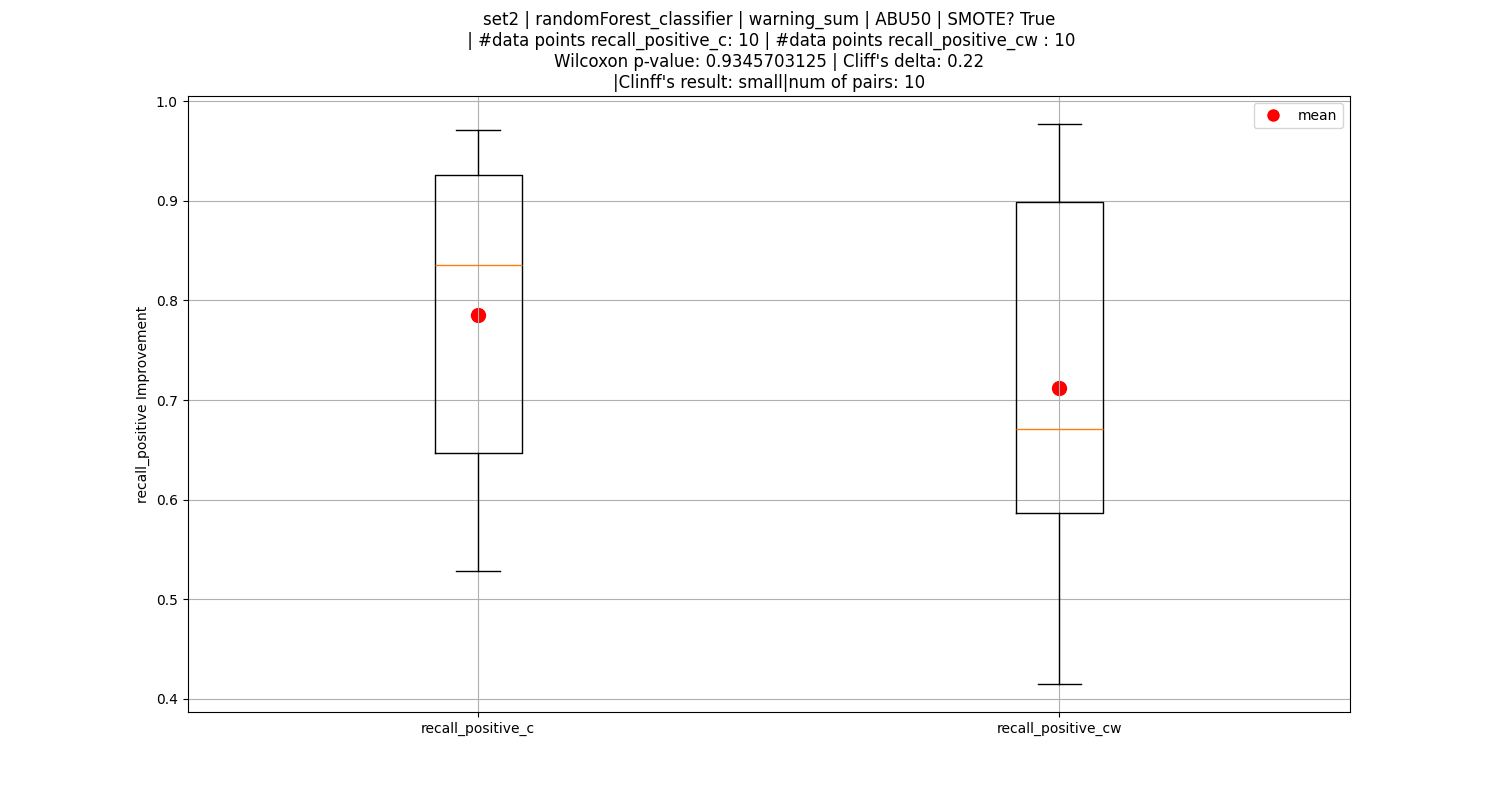 set2 | randomForest_classifier | warning_sum | ABU50 | SMOTE? True
| #data points recall_positive_c: 10 | #data points recall_positive_cw : 10
Wilcoxon p-value: 0.9345703125 | Cliff's delta: 0.22
|Clinff's result: small|num of pairs: 10
mean
1.0
0.9
0.8
0.7
0.6
0.5
0.4
recall_positive Improvement
recall_positive_c
recall_positive_cw